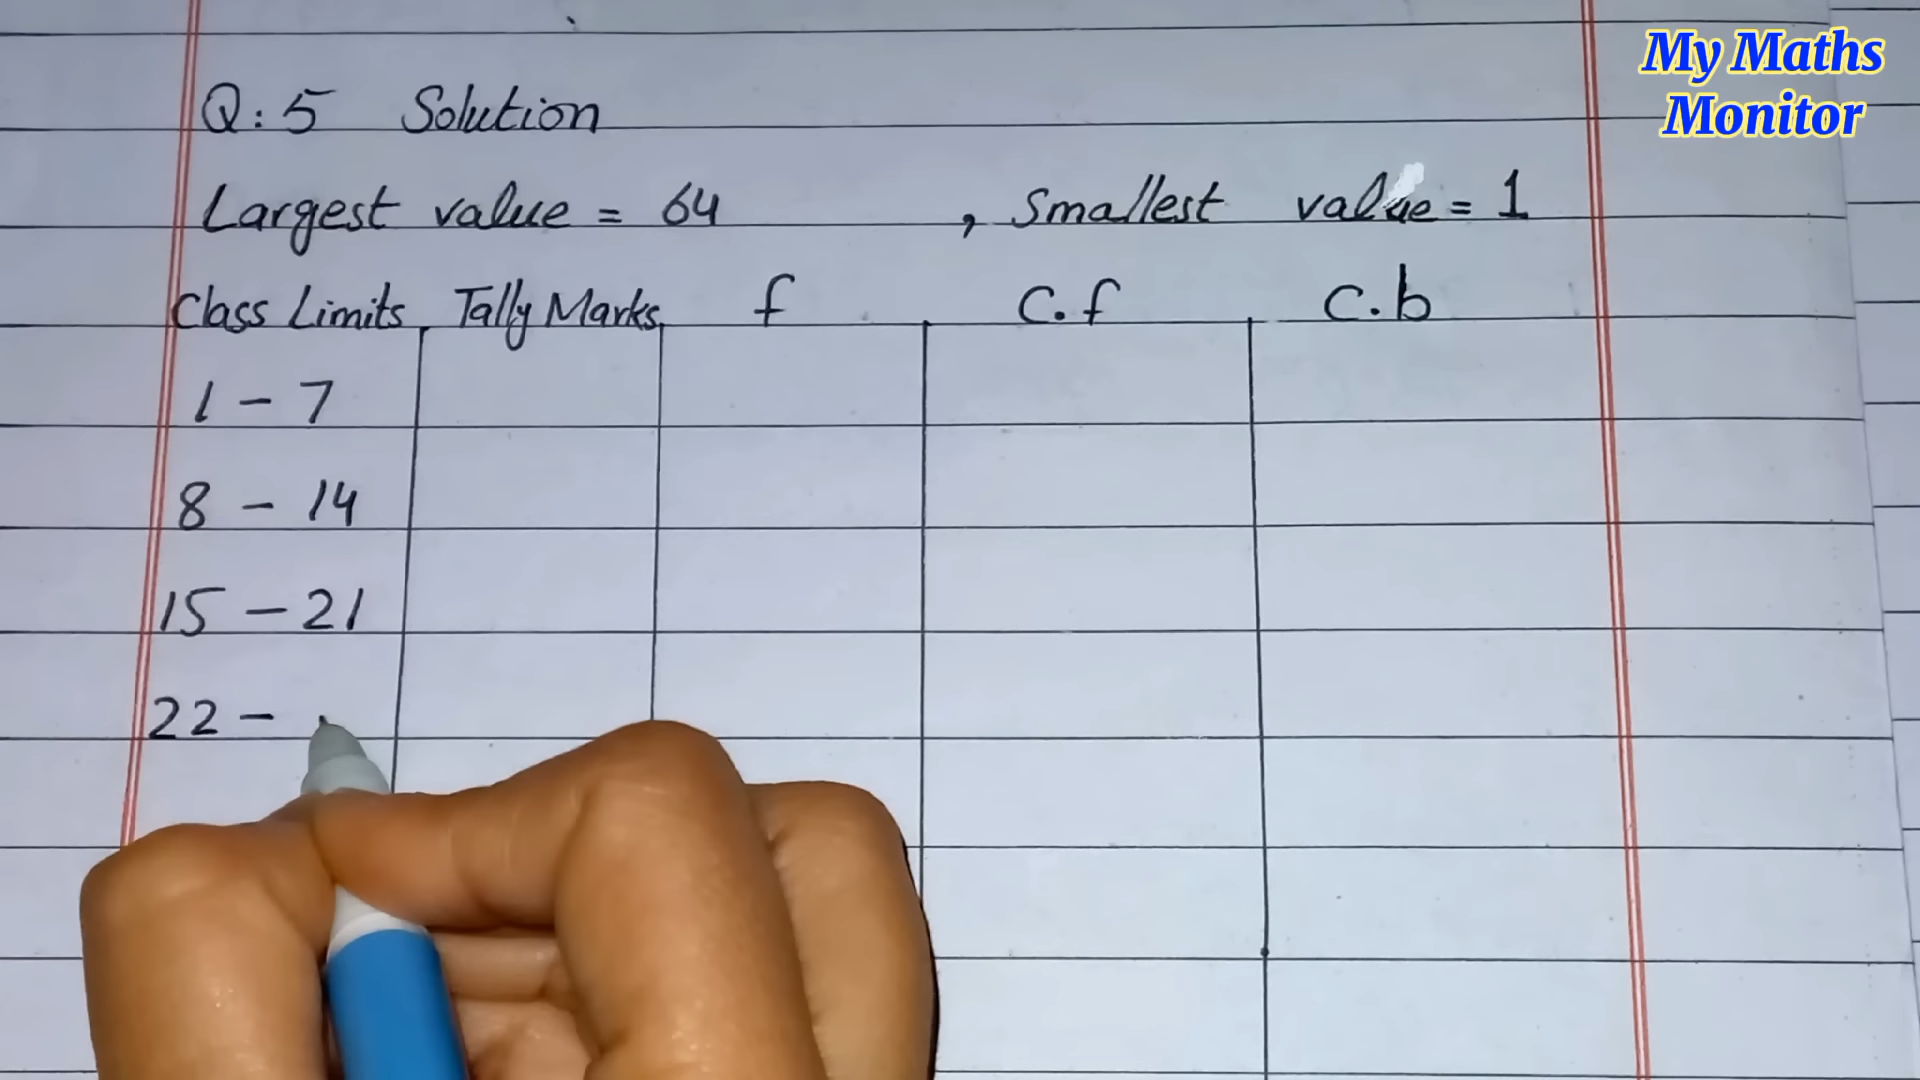 My Maths
Monitor
Q: 5 Solution
Largest value = 64 , Smallest value = 1
Class Limits Tally Marks f C.f C.b
1 - 7
8 - 14
15 - 21
22 -